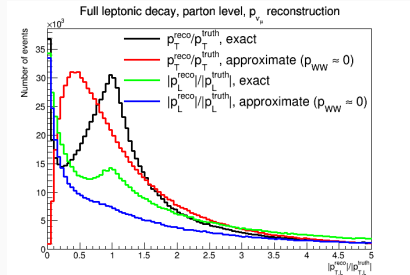 Full leptonic decay, parton level, p_{ν_μ} reconstruction
×10³
Number of events
p_T^{reco}/p_T^{truth}, exact
p_T^{reco}/p_T^{truth}, approximate (p_{WW} ≈ 0)
|p_L^{reco}|/|p_L^{truth}|, exact
|p_L^{reco}|/|p_L^{truth}|, approximate (p_{WW} ≈ 0)
35
30
25
20
15
10
5
0
0 0.5 1 1.5 2 2.5 3 3.5 4 4.5 5
|p_{T,L}^{reco}|/|p_{T,L}^{truth}|